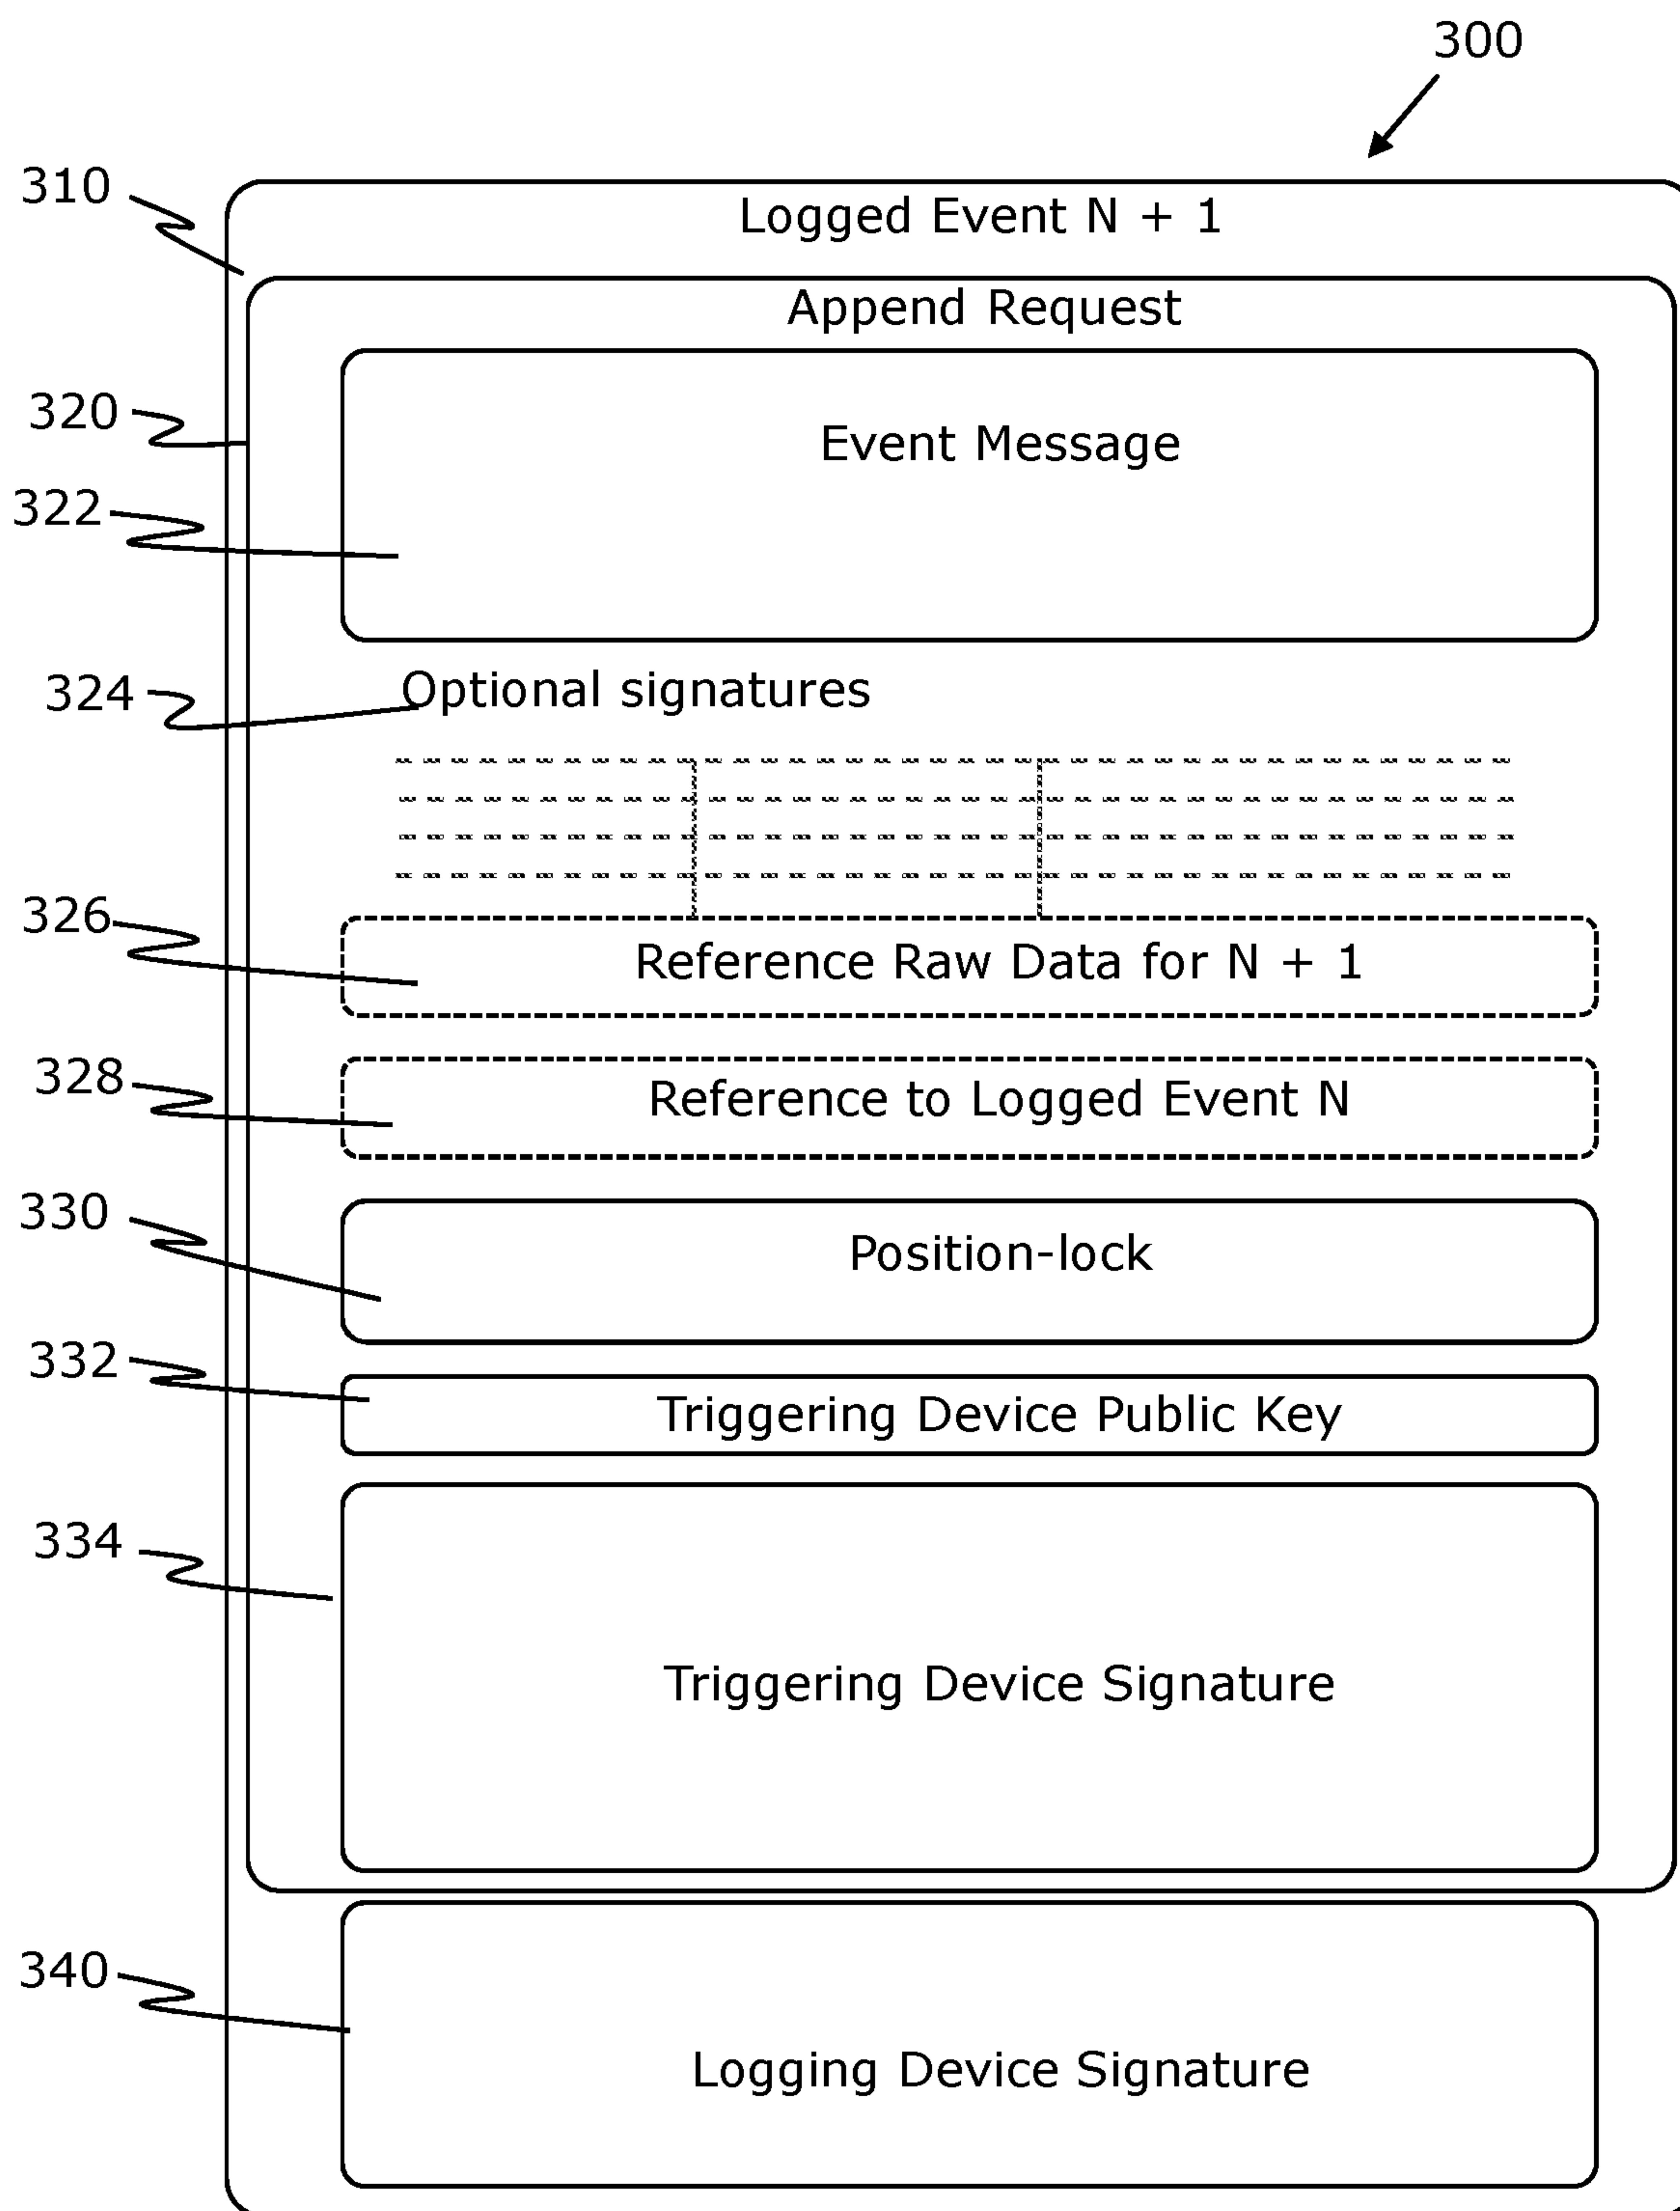 300
310
Logged Event N + 1
Append Request
320
Event Message
322
324
Optional signatures
326
Reference Raw Data for N + 1
328
Reference to Logged Event N
330
Position-lock
332
Triggering Device Public Key
334
Triggering Device Signature
340
Logging Device Signature